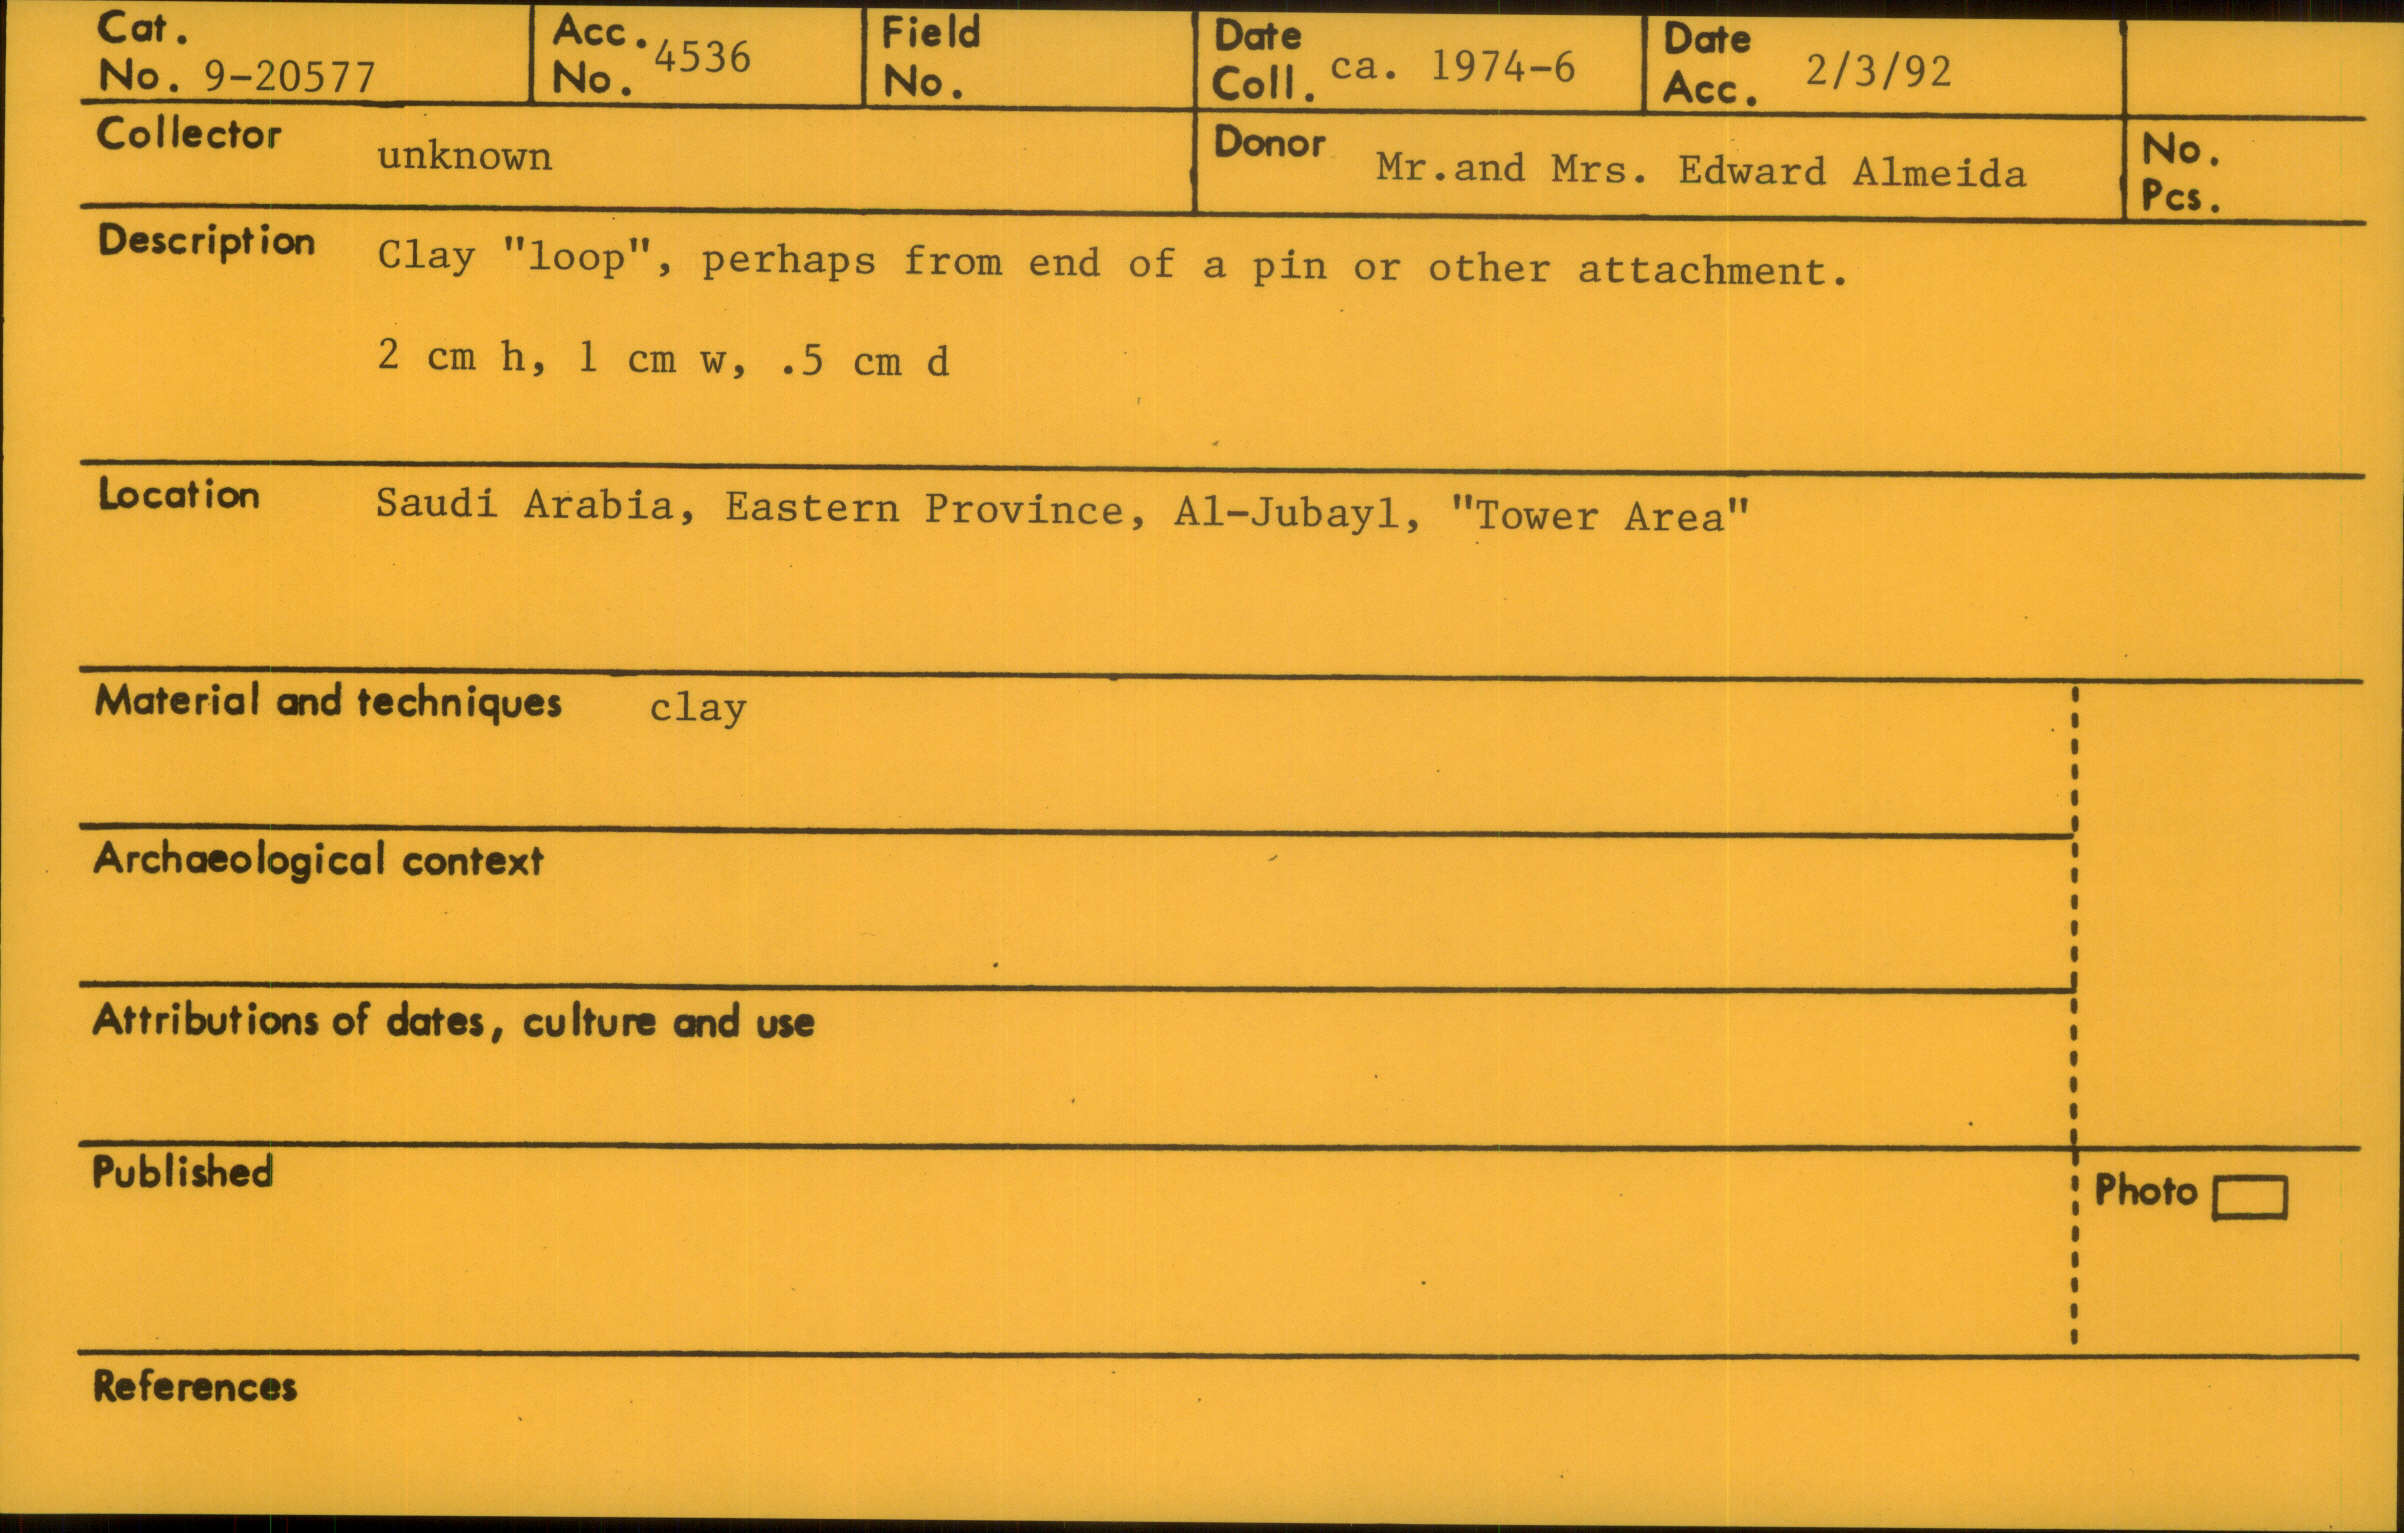 Cat. No. 9-20577
Acc. No. 4536
Field No.
Date Coll. ca. 1974-6
Date Acc. 2/3/92
Collector unknown
Donor Mr.and Mrs. Edward Almeida
No. Pcs.
Description Clay "loop", perhaps from end of a pin or other attachment.
2 cm h, 1 cm w, .5 cm d
Location Saudi Arabia, Eastern Province, Al-Jubayl, "Tower Area"
Material and techniques clay
Archaeological context
Attributions of dates, culture and use
Published
Photo
References